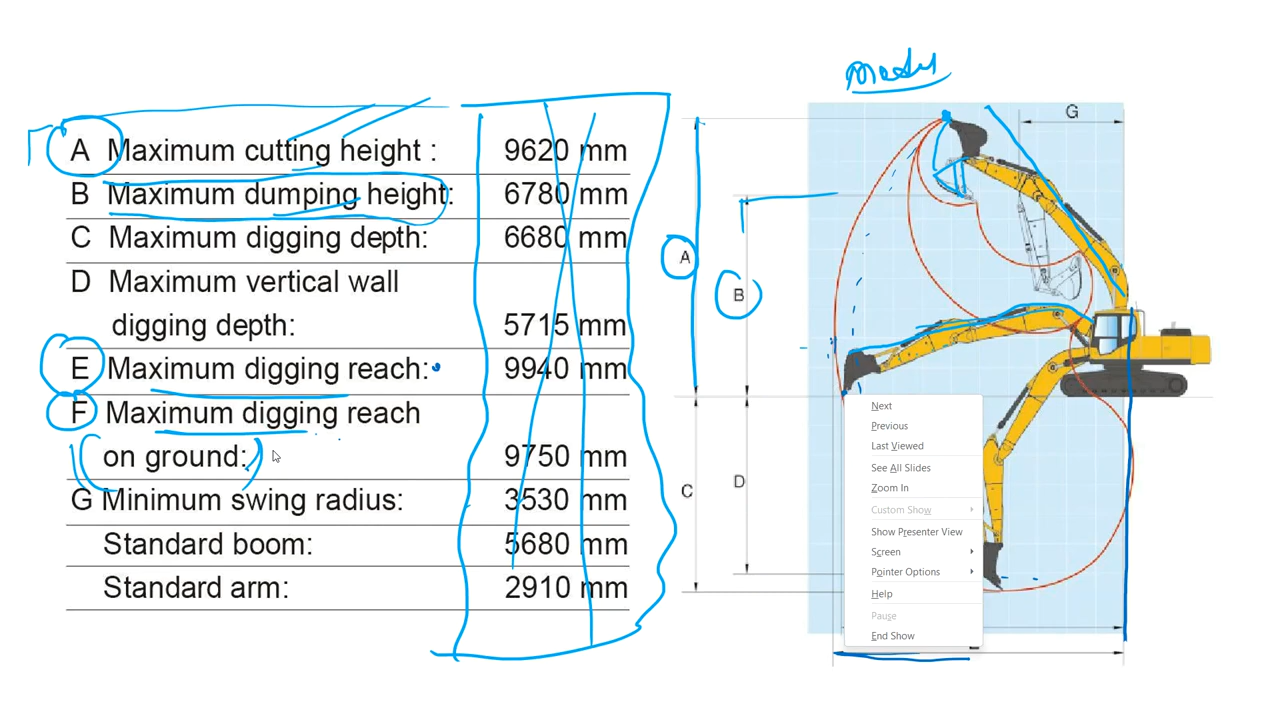 Model
A Maximum cutting height : 9620 mm
B Maximum dumping height: 6780 mm
C Maximum digging depth: 6680 mm
D Maximum vertical wall
digging depth: 5715 mm
E Maximum digging reach: 9940 mm
F Maximum digging reach
on ground: 9750 mm
G Minimum swing radius: 3530 mm
Standard boom: 5680 mm
Standard arm: 2910 mm
G
A
B
C
D
Next
Previous
Last Viewed
See All Slides
Zoom In
Custom Show
Show Presenter View
Screen
Pointer Options
Help
Pause
End Show